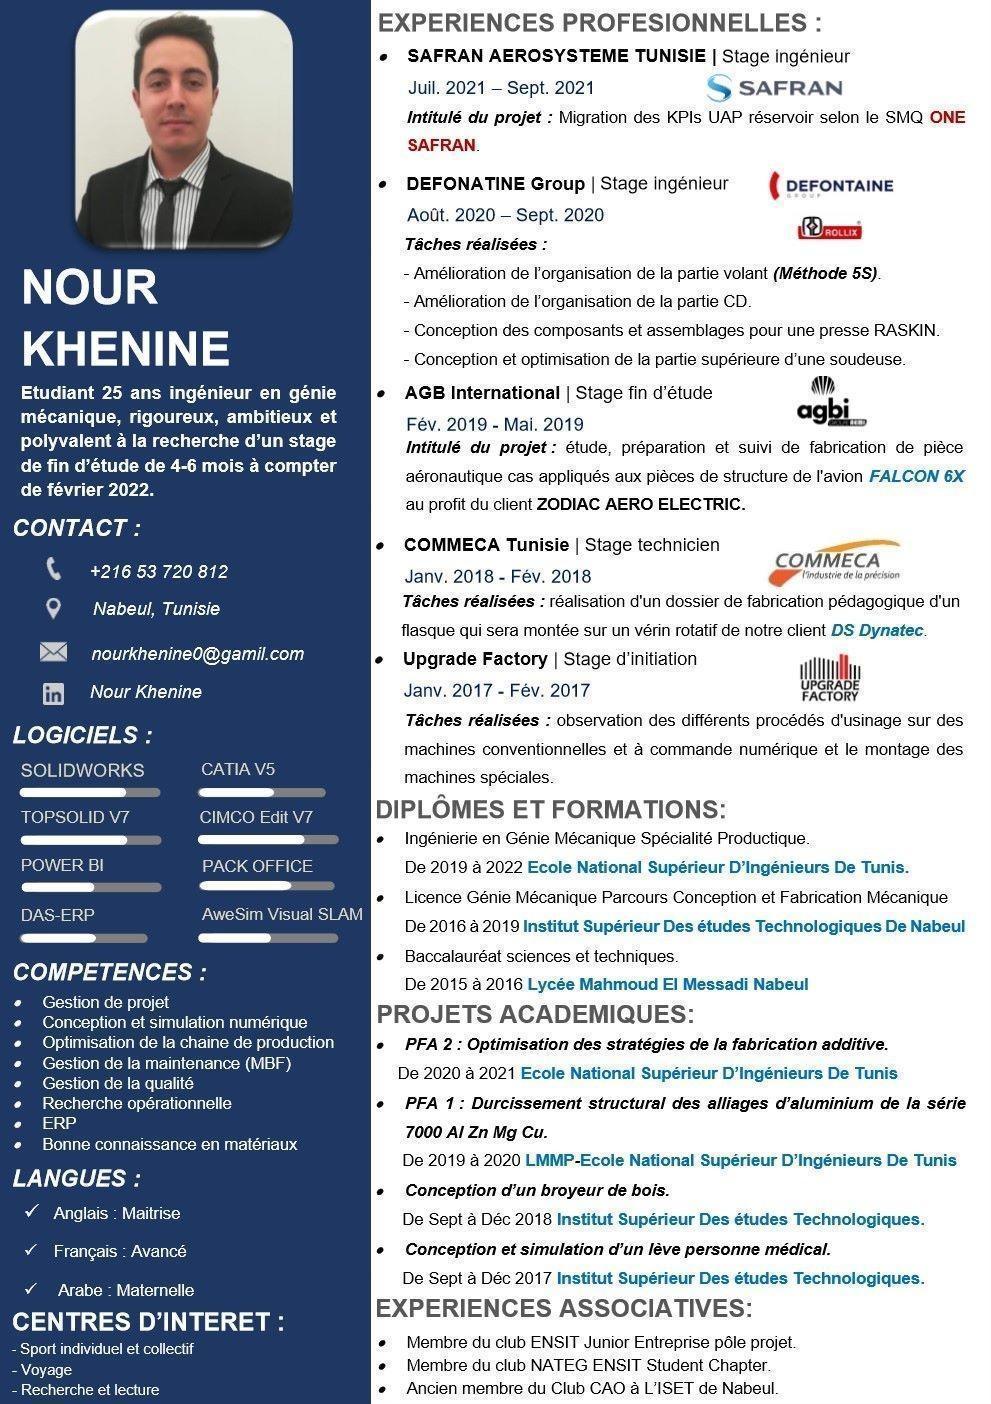 NOUR
KHENINE
Etudiant 25 ans ingénieur en génie
mécanique, rigoureux, ambitieux et
polyvalent à la recherche d’un stage
de fin d’étude de 4-6 mois à compter
de février 2022.
CONTACT :
+216 53 720 812
Nabeul, Tunisie
nourkhenine0@gamil.com
in Nour Khenine
LOGICIELS :
SOLIDWORKS CATIA V5
TOPSOLID V7 CIMCO Edit V7
POWER BI PACK OFFICE
DAS-ERP AweSim Visual SLAM
COMPETENCES :
• Gestion de projet
• Conception et simulation numérique
• Optimisation de la chaine de production
• Gestion de la maintenance (MBF)
• Gestion de la qualité
• Recherche opérationnelle
• ERP
• Bonne connaissance en matériaux
LANGUES :
✓ Anglais : Maitrise
✓ Français : Avancé
✓ Arabe : Maternelle
CENTRES D’INTERET :
- Sport individuel et collectif
- Voyage
- Recherche et lecture
EXPERIENCES PROFESIONNELLES :
• SAFRAN AEROSYSTEME TUNISIE | Stage ingénieur
Juil. 2021 – Sept. 2021 SAFRAN
Intitulé du projet : Migration des KPIs UAP réservoir selon le SMQ ONE
SAFRAN.
• DEFONATINE Group | Stage ingénieur DEFONTAINE
GROUP
Août. 2020 – Sept. 2020 ROLLIX
Tâches réalisées :
- Amélioration de l’organisation de la partie volant (Méthode 5S).
- Amélioration de l’organisation de la partie CD.
- Conception des composants et assemblages pour une presse RASKIN.
- Conception et optimisation de la partie supérieure d’une soudeuse.
• AGB International | Stage fin d’étude agbi
Fév. 2019 - Mai. 2019
Intitulé du projet : étude, préparation et suivi de fabrication de pièce
aéronautique cas appliqués aux pièces de structure de l'avion FALCON 6X
au profit du client ZODIAC AERO ELECTRIC.
• COMMECA Tunisie | Stage technicien COMMECA
Janv. 2018 - Fév. 2018 l'industrie de la précision
Tâches réalisées : réalisation d'un dossier de fabrication pédagogique d'un
flasque qui sera montée sur un vérin rotatif de notre client DS Dynatec.
• Upgrade Factory | Stage d’initiation
Janv. 2017 - Fév. 2017 UPGRADE
FACTORY
Tâches réalisées : observation des différents procédés d'usinage sur des
machines conventionnelles et à commande numérique et le montage des
machines spéciales.
DIPLÔMES ET FORMATIONS:
• Ingénierie en Génie Mécanique Spécialité Productique.
De 2019 à 2022 Ecole National Supérieur D’Ingénieurs De Tunis.
• Licence Génie Mécanique Parcours Conception et Fabrication Mécanique
De 2016 à 2019 Institut Supérieur Des études Technologiques De Nabeul
• Baccalauréat sciences et techniques.
De 2015 à 2016 Lycée Mahmoud El Messadi Nabeul
PROJETS ACADEMIQUES:
• PFA 2 : Optimisation des stratégies de la fabrication additive.
De 2020 à 2021 Ecole National Supérieur D’Ingénieurs De Tunis
• PFA 1 : Durcissement structural des alliages d’aluminium de la série
7000 Al Zn Mg Cu.
De 2019 à 2020 LMMP-Ecole National Supérieur D’Ingénieurs De Tunis
• Conception d’un broyeur de bois.
De Sept à Déc 2018 Institut Supérieur Des études Technologiques.
• Conception et simulation d’un lève personne médical.
De Sept à Déc 2017 Institut Supérieur Des études Technologiques.
EXPERIENCES ASSOCIATIVES:
• Membre du club ENSIT Junior Entreprise pôle projet.
• Membre du club NATEG ENSIT Student Chapter.
• Ancien membre du Club CAO à L’ISET de Nabeul.